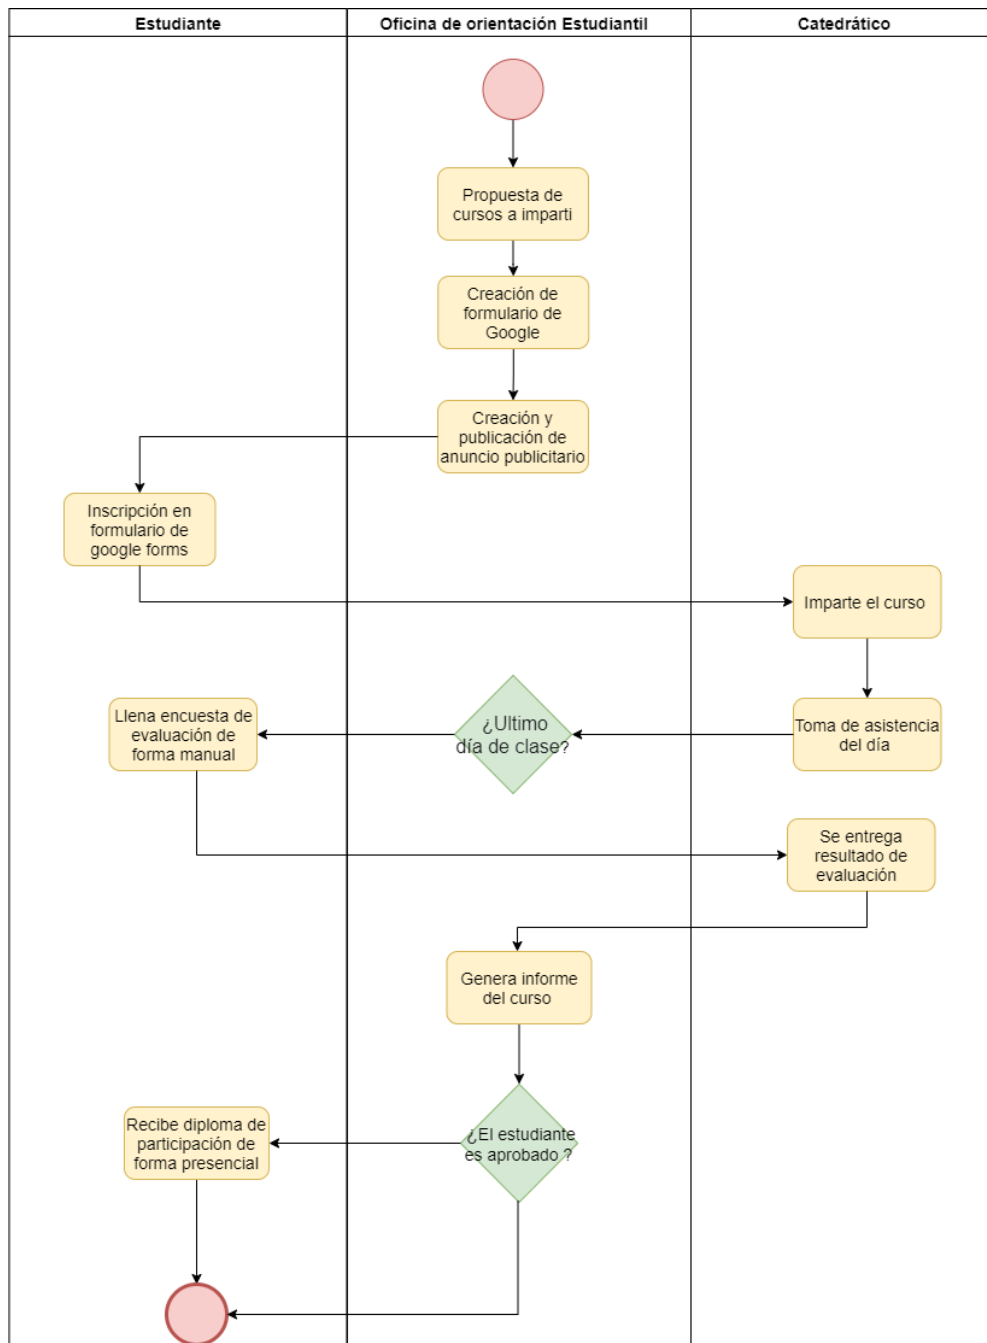 Estudiante
Oficina de orientación Estudiantil
Catedrático
Propuesta de
cursos a imparti
Creación de
formulario de
Google
Creación y
publicación de
anuncio publicitario
Inscripción en
formulario de
google forms
Imparte el curso
Llena encuesta de
evaluación de
forma manual
¿Ultimo
día de clase?
Toma de asistencia
del día
Se entrega
resultado de
evaluación
Genera informe
del curso
Recibe diploma de
participación de
forma presencial
¿El estudiante
es aprobado ?